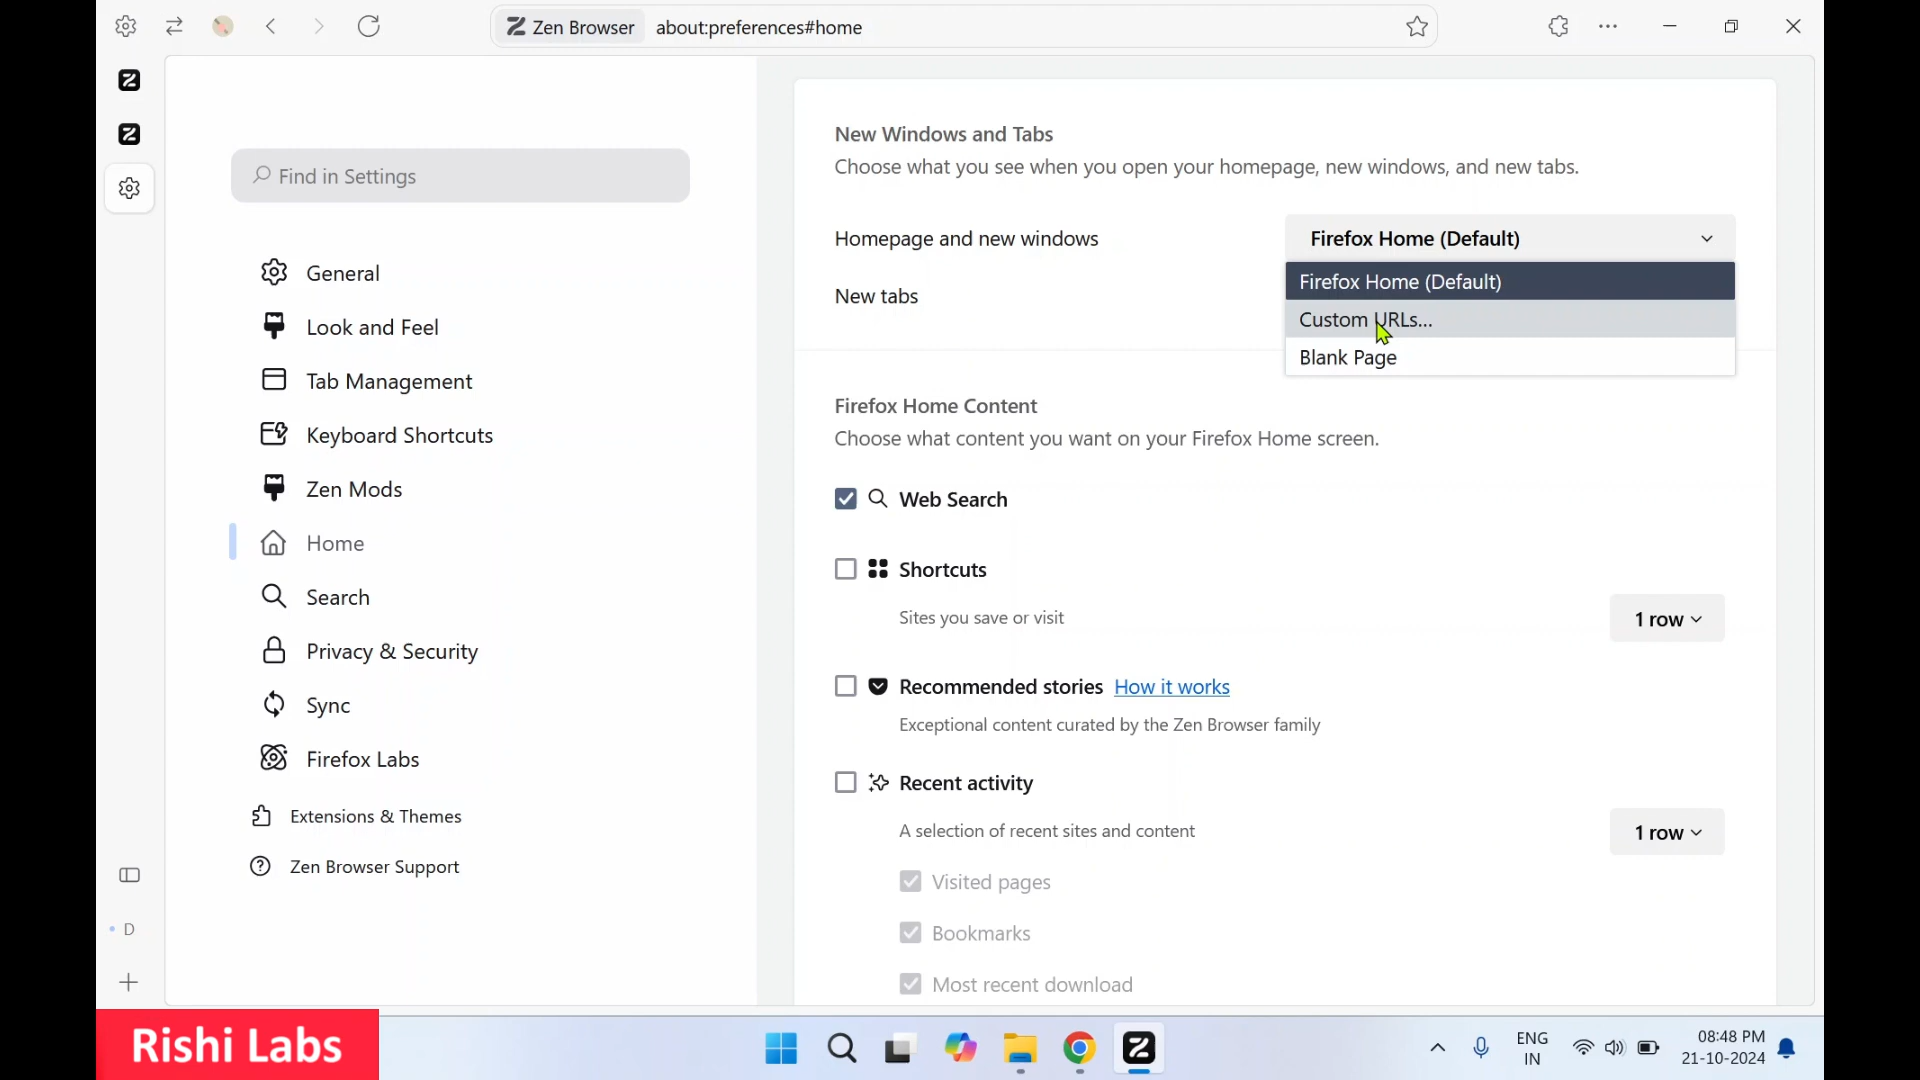 Zen Browser about:preferences#home
Find in Settings
General
Look and Feel
Tab Management
Keyboard Shortcuts
Zen Mods
Home
Search
Privacy & Security
Sync
Firefox Labs
Extensions & Themes
Zen Browser Support
D
New Windows and Tabs
Choose what you see when you open your homepage, new windows, and new tabs.
Homepage and new windows
Firefox Home (Default)
Firefox Home (Default)
Custom URLs...
Blank Page
New tabs
Firefox Home Content
Choose what content you want on your Firefox Home screen.
Web Search
Shortcuts
Sites you save or visit
1 row
Recommended stories How it works
Exceptional content curated by the Zen Browser family
Recent activity
A selection of recent sites and content
1 row
Visited pages
Bookmarks
Most recent download
Rishi Labs
ENG
IN
08:48 PM
21-10-2024